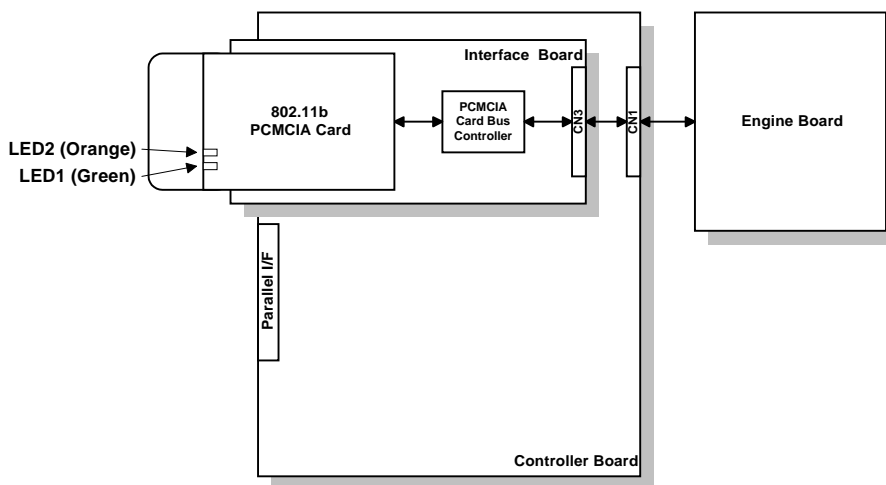 Interface Board
802.11b
PCMCIA Card
PCMCIA
Card Bus
Controller
CN3
CN1
Engine Board
LED2 (Orange)
LED1 (Green)
Parallel I/F
Controller Board